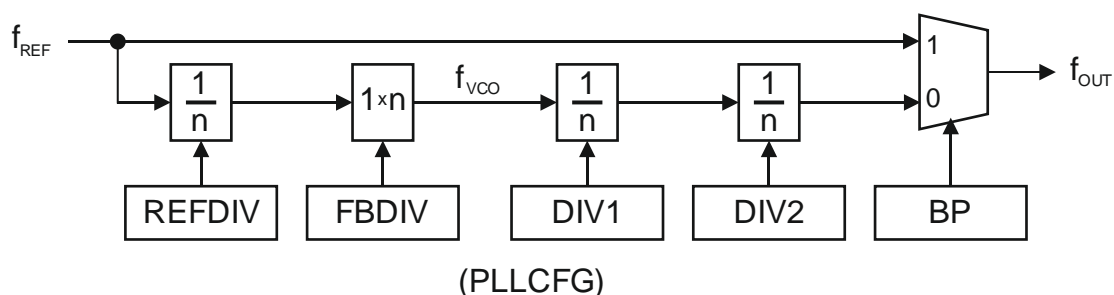 fREF
1
fVCO
fOUT
1
n
1×n
1
n
1
n
0
REFDIV
FBDIV
DIV1
DIV2
BP
(PLLCFG)